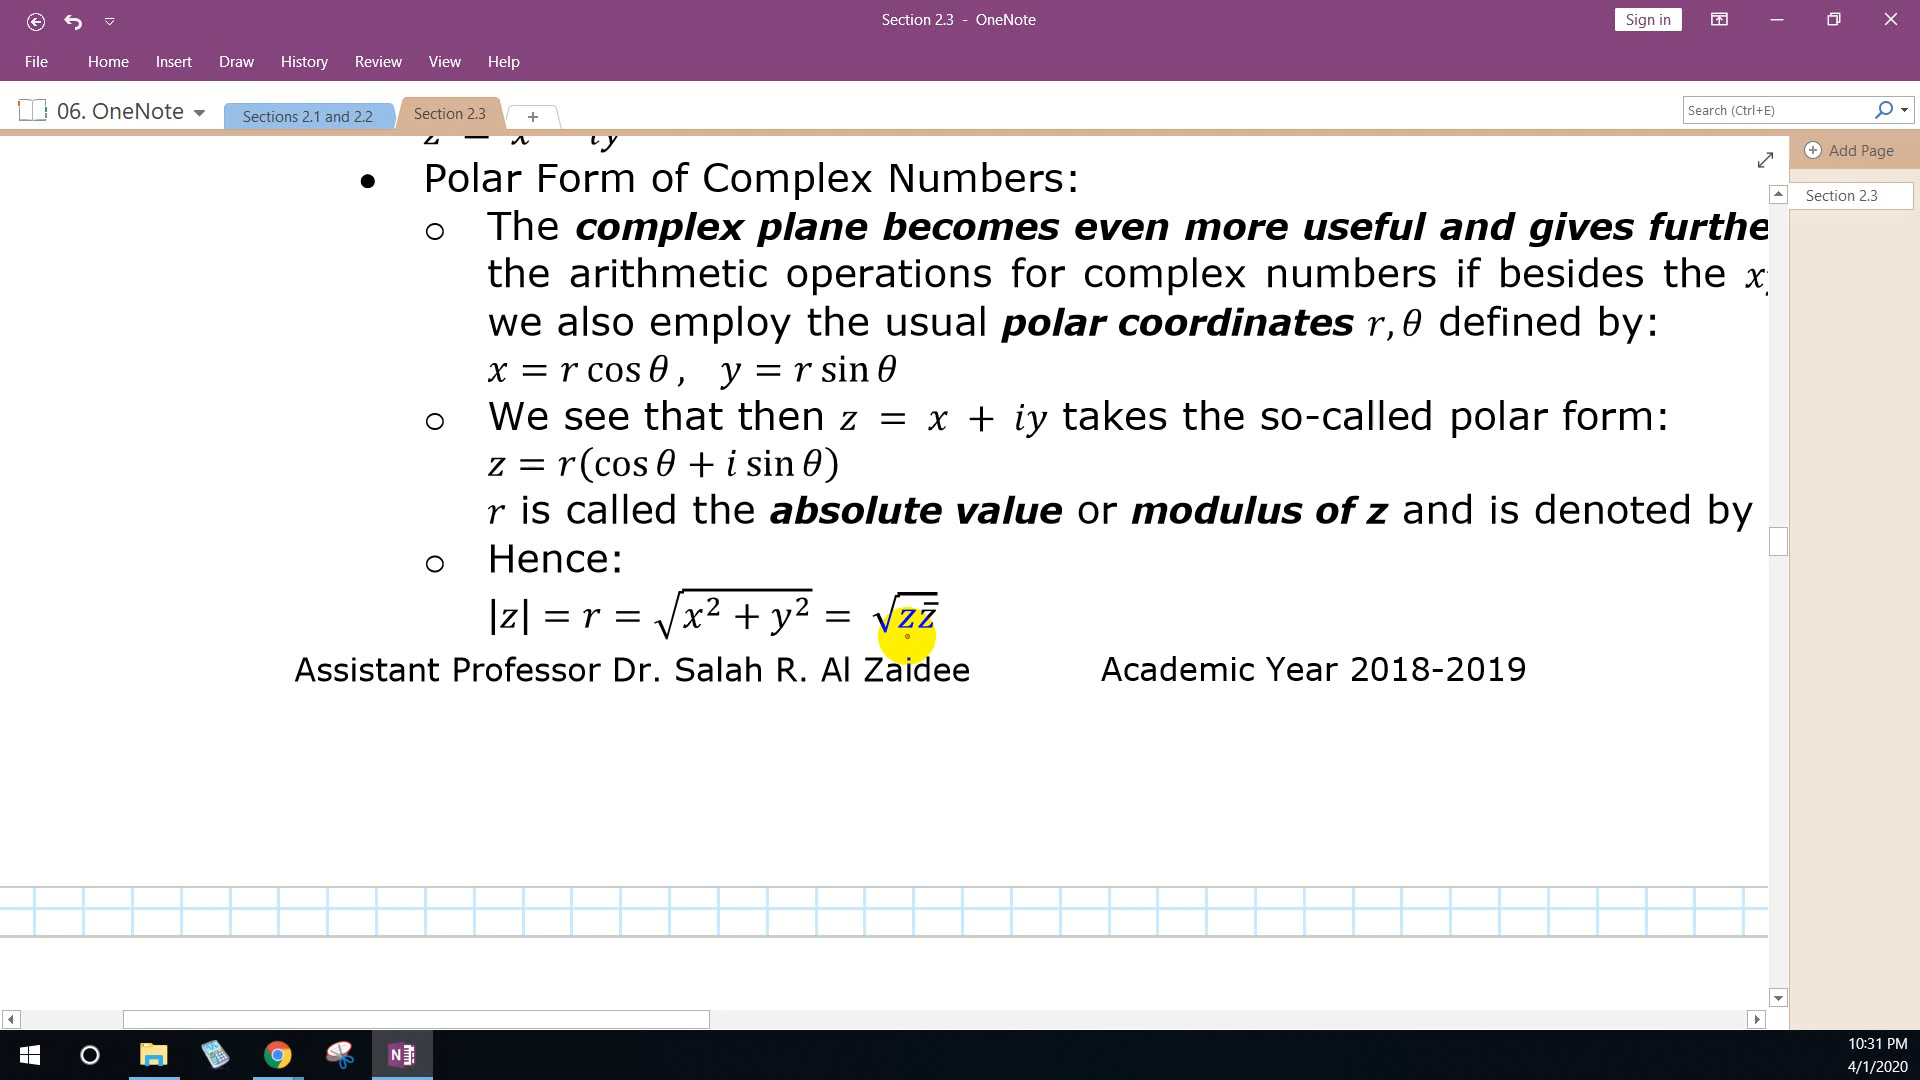 Section 2.3 - OneNote
Sign in
File Home Insert Draw History Review View Help
06. OneNote
Sections 2.1 and 2.2
Section 2.3
Search (Ctrl+E)
Add Page
Section 2.3
• Polar Form of Complex Numbers:
o The complex plane becomes even more useful and gives furthe
the arithmetic operations for complex numbers if besides the x
we also employ the usual polar coordinates r, θ defined by:
x = r cos θ , y = r sin θ
o We see that then z = x + iy takes the so-called polar form:
z = r(cos θ + i sin θ)
r is called the absolute value or modulus of z and is denoted by
o Hence:
|z| = r = √(x² + y²) = √(zz̄)
Assistant Professor Dr. Salah R. Al Zaidee Academic Year 2018-2019
10:31 PM
4/1/2020